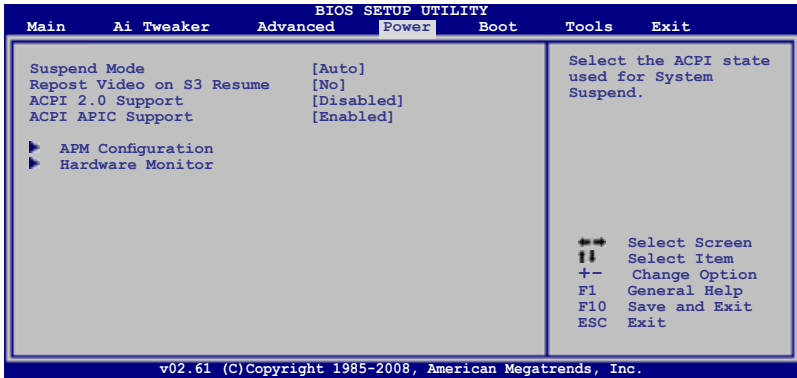 BIOS SETUP UTILITY
Main Ai Tweaker Advanced Power Boot Tools Exit
Suspend Mode [Auto]
Repost Video on S3 Resume [No]
ACPI 2.0 Support [Disabled]
ACPI APIC Support [Enabled]
APM Configuration
Hardware Monitor
Select the ACPI state
used for System
Suspend.
Select Screen
Select Item
+- Change Option
F1 General Help
F10 Save and Exit
ESC Exit
v02.61 (C)Copyright 1985-2008, American Megatrends, Inc.